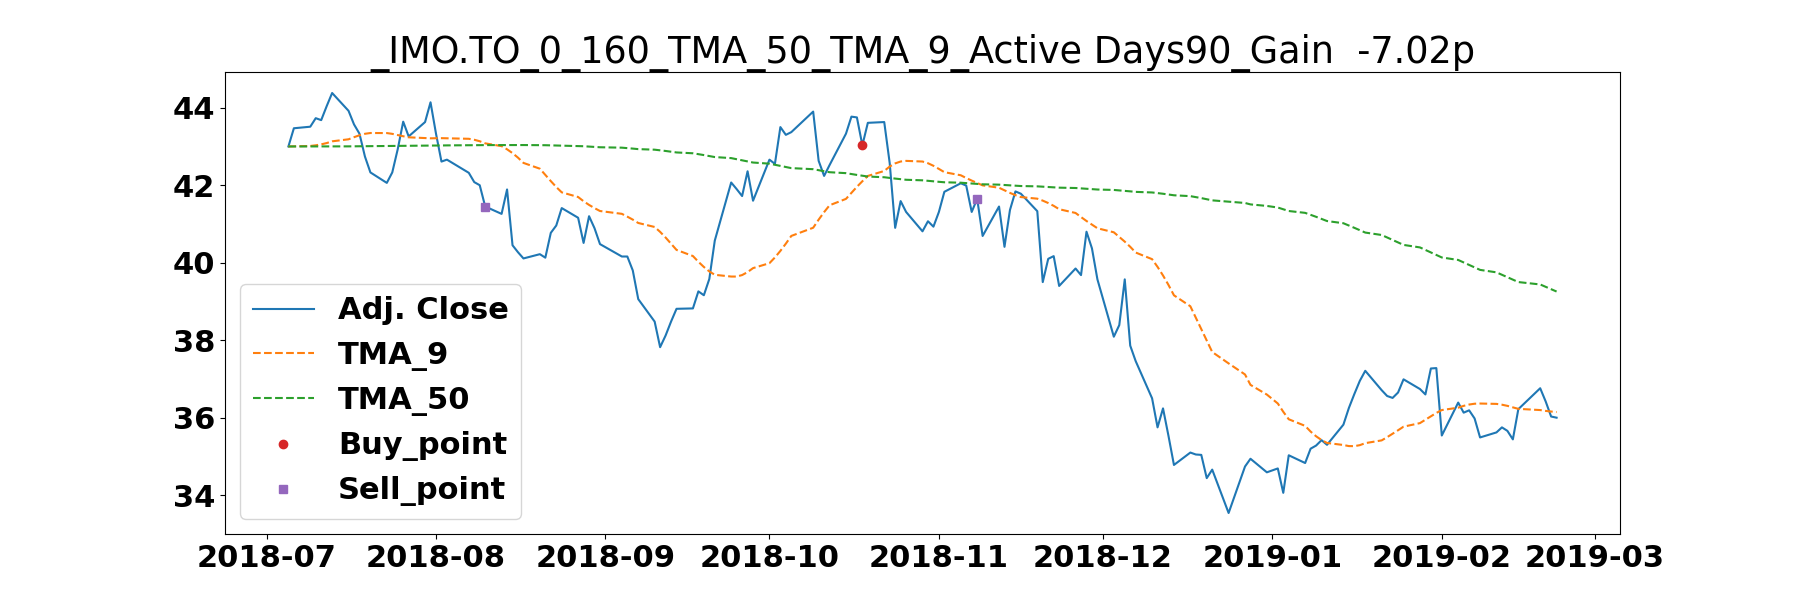 _IMO.TO_0_160_TMA_50_TMA_9_Active Days90_Gain  -7.02p
44
42
40
38
36
34
Adj. Close
TMA_9
TMA_50
Buy_point
Sell_point
2018-07 2018-08 2018-09 2018-10 2018-11 2018-12 2019-01 2019-02 2019-03